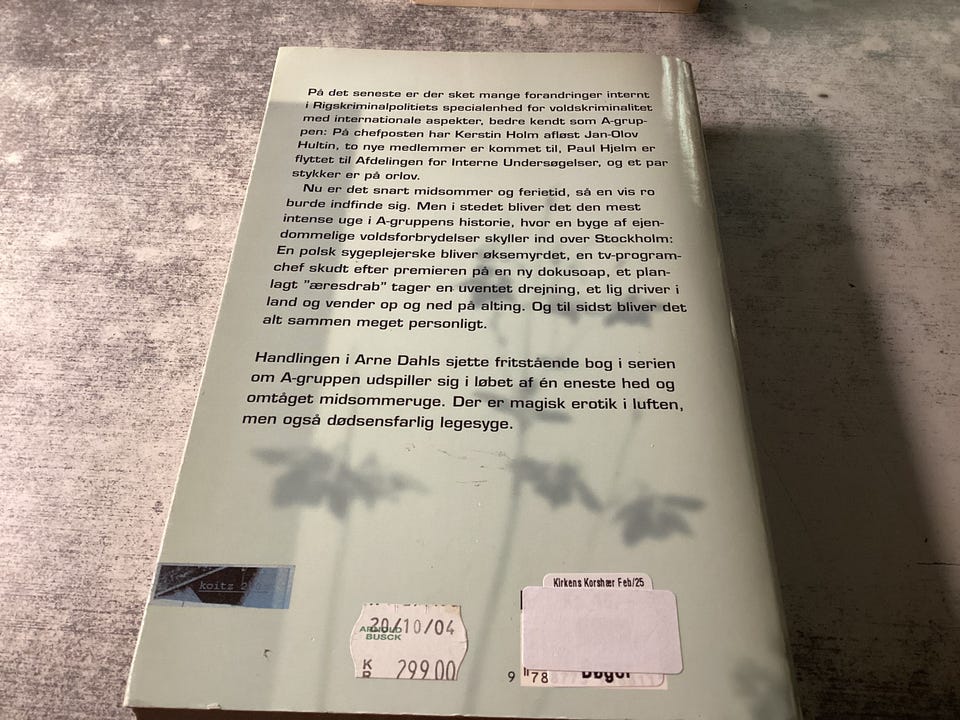 På det seneste er der sket mange forandringer internt
i Rigskriminalpolitiets specialenhed for voldskriminalitet
med internationale aspekter, bedre kendt som A-grup-
pen: På chefposten har Kerstin Holm afløst Jan-Olov
Hultin, to nye medlemmer er kommet til, Paul Hjelm er
flyttet til Afdelingen for Interne Undersøgelser, og et par
stykker er på orlov.
Nu er det snart midsommer og ferietid, så en vis ro
burde indfinde sig. Men i stedet bliver det den mest
intense uge i A-gruppens historie, hvor en byge af ejen-
dommelige voldsforbrydelser skyller ind over Stockholm:
En polsk sygeplejerske bliver øksemyrdet, en tv-program-
chef skudt efter premieren på en ny dokusoap, et plan-
lagt "æresdrab" tager en uventet drejning, et lig driver i
land og vender op og ned på alting. Og til sidst bliver det
alt sammen meget personligt.
Handlingen i Arne Dahls sjette fritstående bog i serien
om A-gruppen udspiller sig i løbet af én eneste hed og
omtåget midsommeruge. Der er magisk erotik i luften,
men også dødsensfarlig legesyge.
koitz
Kirkens Korshær Feb/25
20/10/04
ARNOLD
BUSCK
KR 299.00
9 78
Bøger